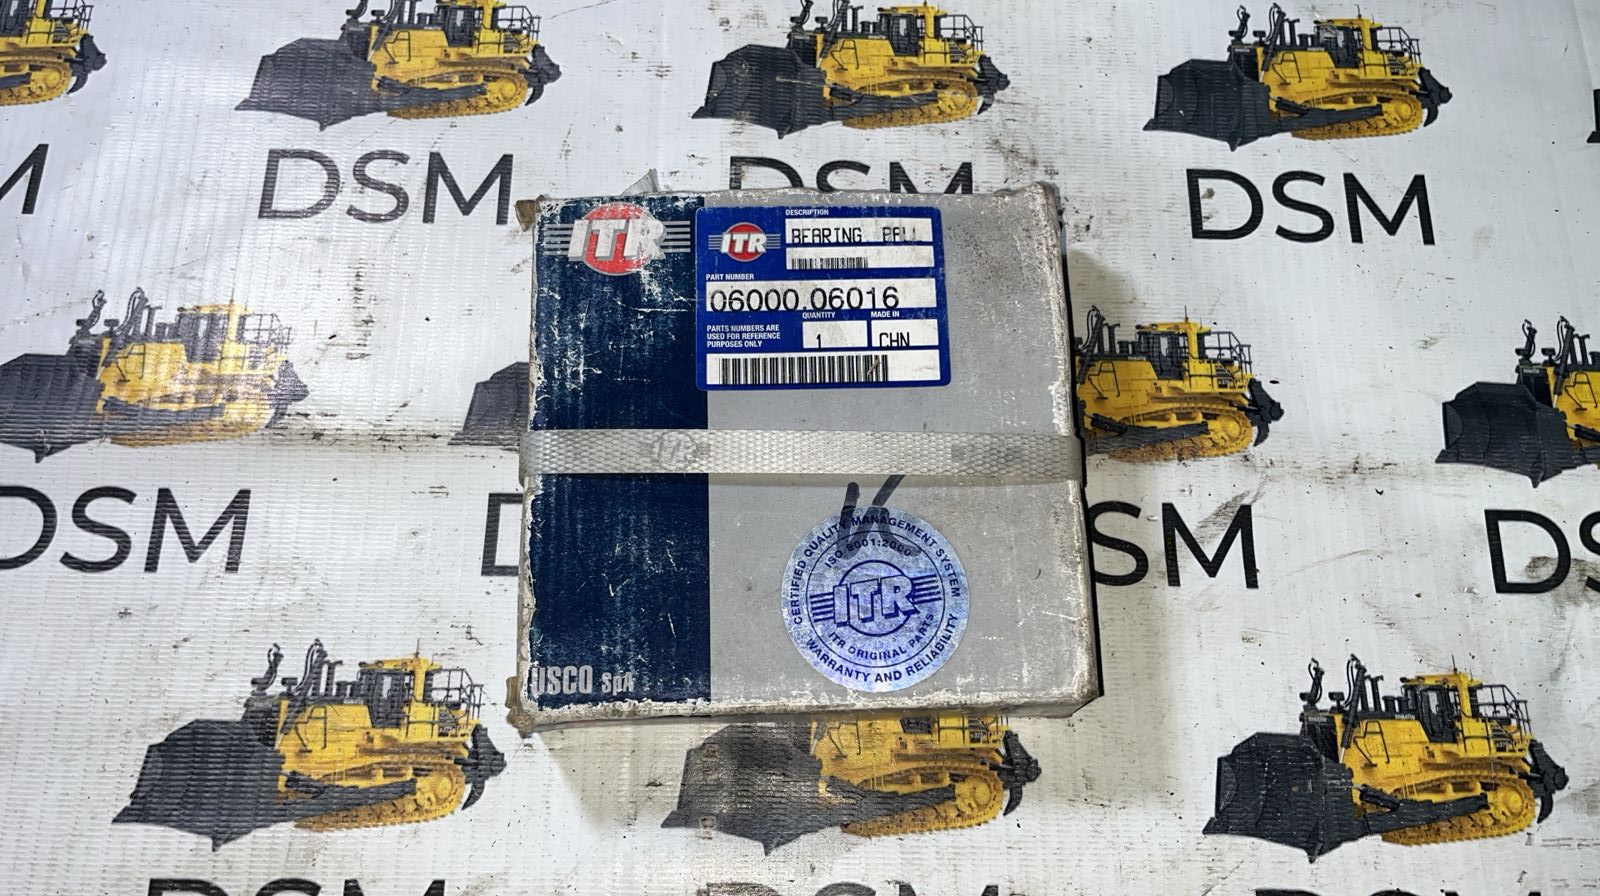 DSM
DSM
DSM
ITR
ITR
DESCRIPTION
BEARING BALL
PART NUMBER
06000.06016
PARTS NUMBERS ARE
USED FOR REFERENCE
PURPOSES ONLY
QUANTITY
1
MADE IN
CHN
ITR
DSM
DSM
CERTIFIED QUALITY MANAGEMENT SYSTEM
ISO 9001:2000
ITR
ITR ORIGINAL PARTS
WARRANTY AND RELIABILITY
USCO SpA